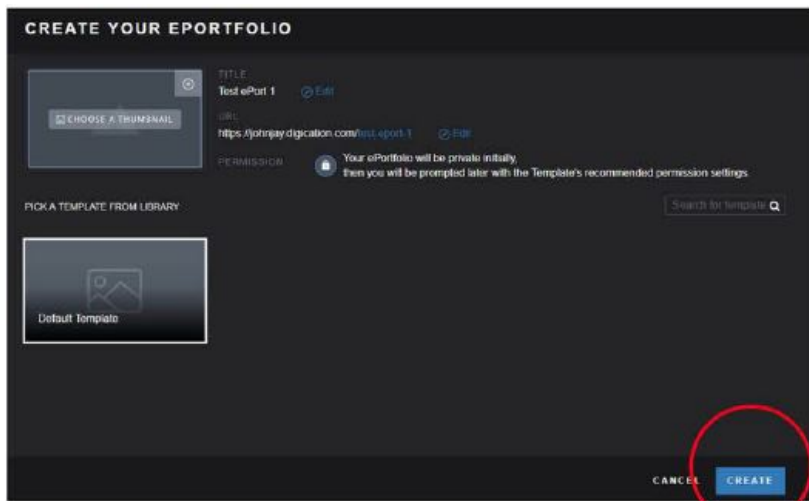 CREATE YOUR EPORTFOLIO
TITLE
Test ePort 1 Edit
URL
https://johnjay.digication.com/test-eport-1 Edit
CHOOSE A THUMBNAIL
PERMISSION
Your ePortfolio will be private initially,
then you will be prompted later with the Template's recommended permission settings
PICK A TEMPLATE FROM LIBRARY
Search for template
Default Template
CANCEL
CREATE